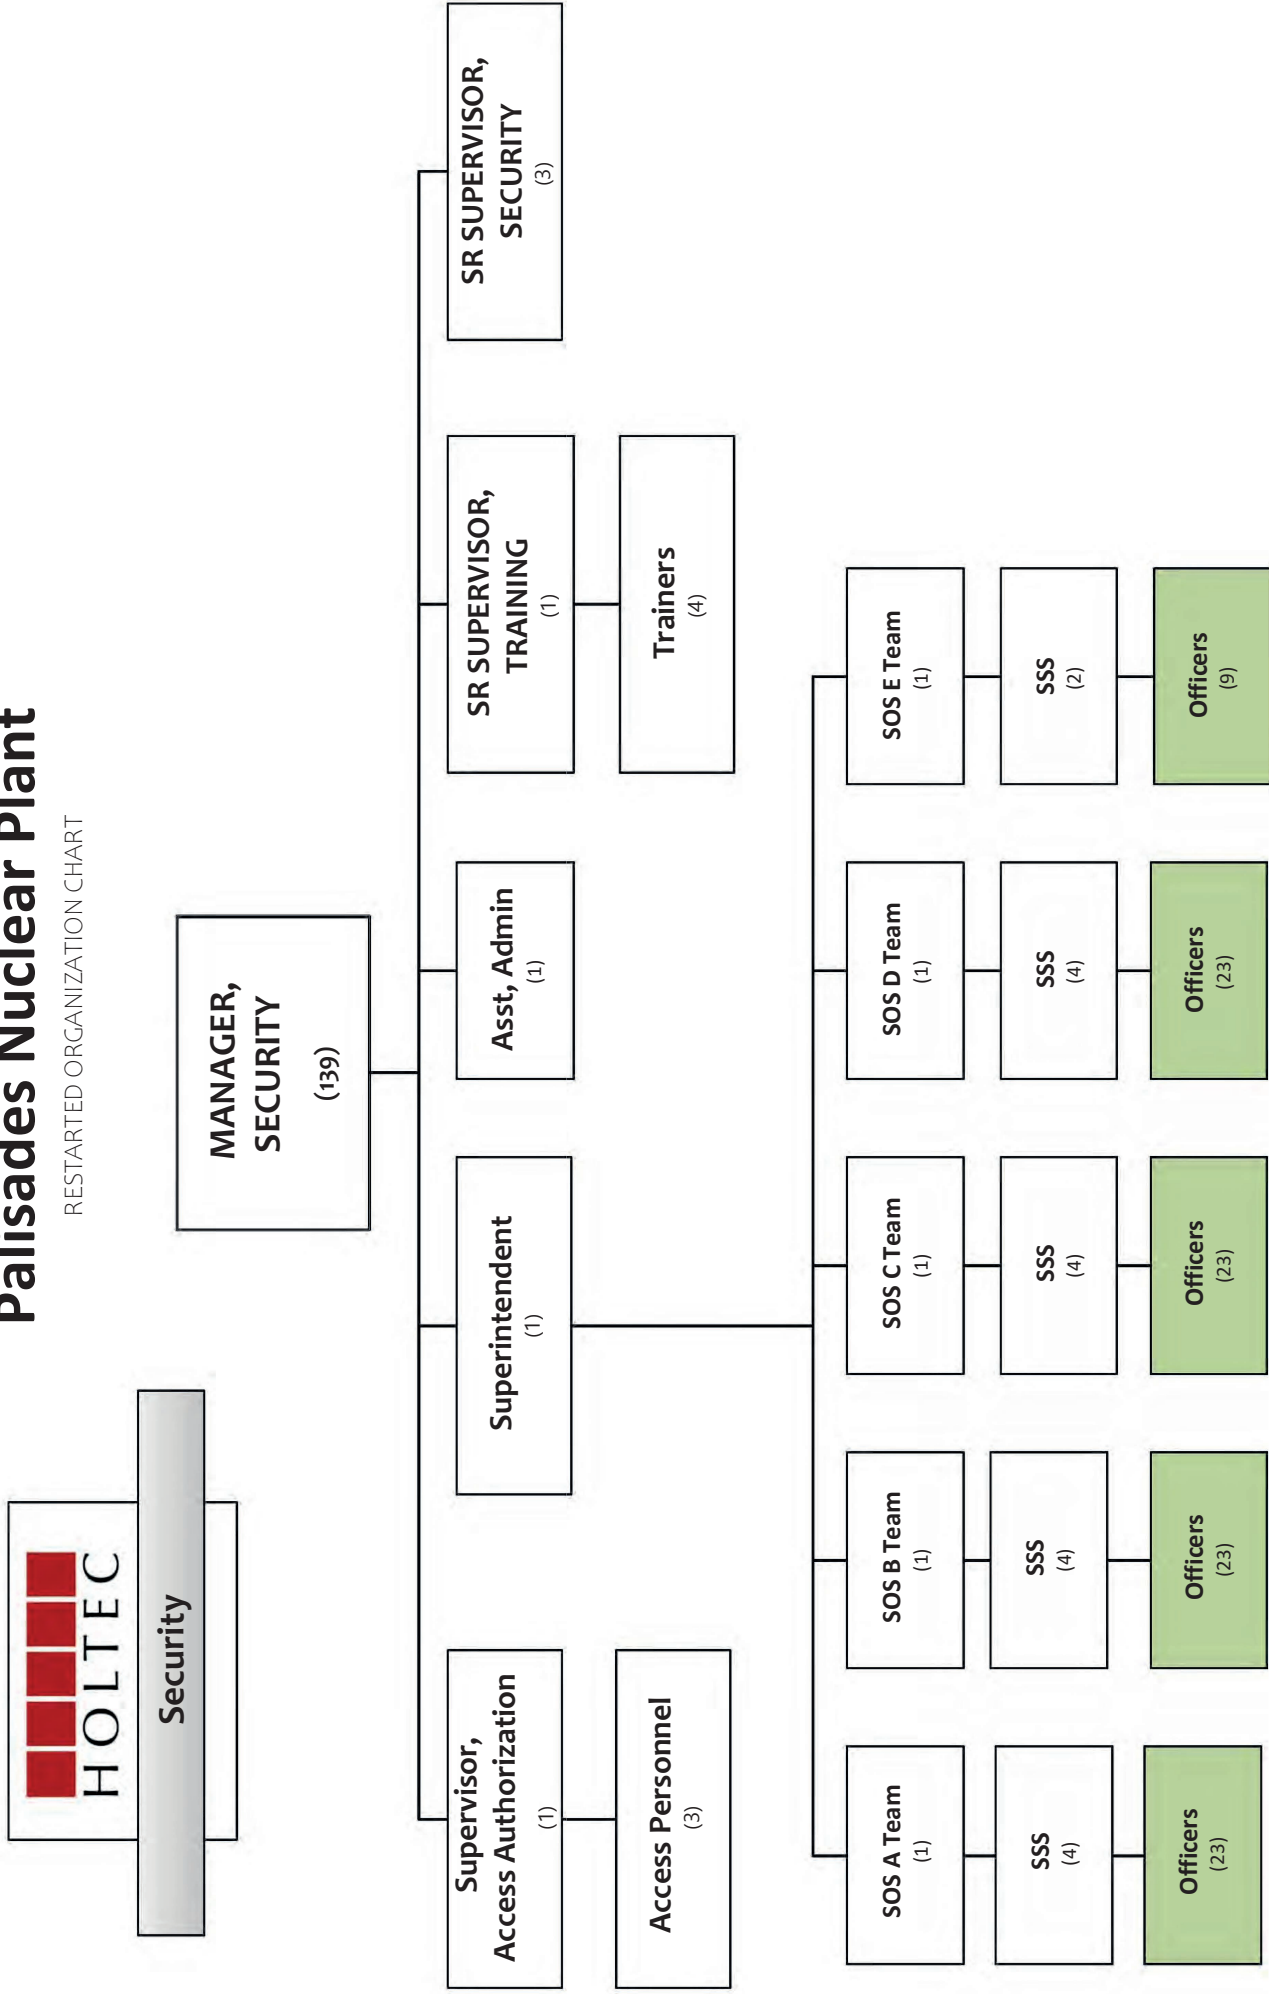 Palisades Nuclear Plant
RESTARTED ORGANIZATION CHART
HOLTEC
Security
MANAGER,
SECURITY
(139)
Supervisor,
Access Authorization
(1)
Access Personnel
(3)
Superintendent
(1)
Asst, Admin
(1)
SR SUPERVISOR,
TRAINING
(1)
Trainers
(4)
SR SUPERVISOR,
SECURITY
(3)
SOS A Team
(1)
SSS
(4)
Officers
(23)
SOS B Team
(1)
SSS
(4)
Officers
(23)
SOS C Team
(1)
SSS
(4)
Officers
(23)
SOS D Team
(1)
SSS
(4)
Officers
(23)
SOS E Team
(1)
SSS
(2)
Officers
(9)